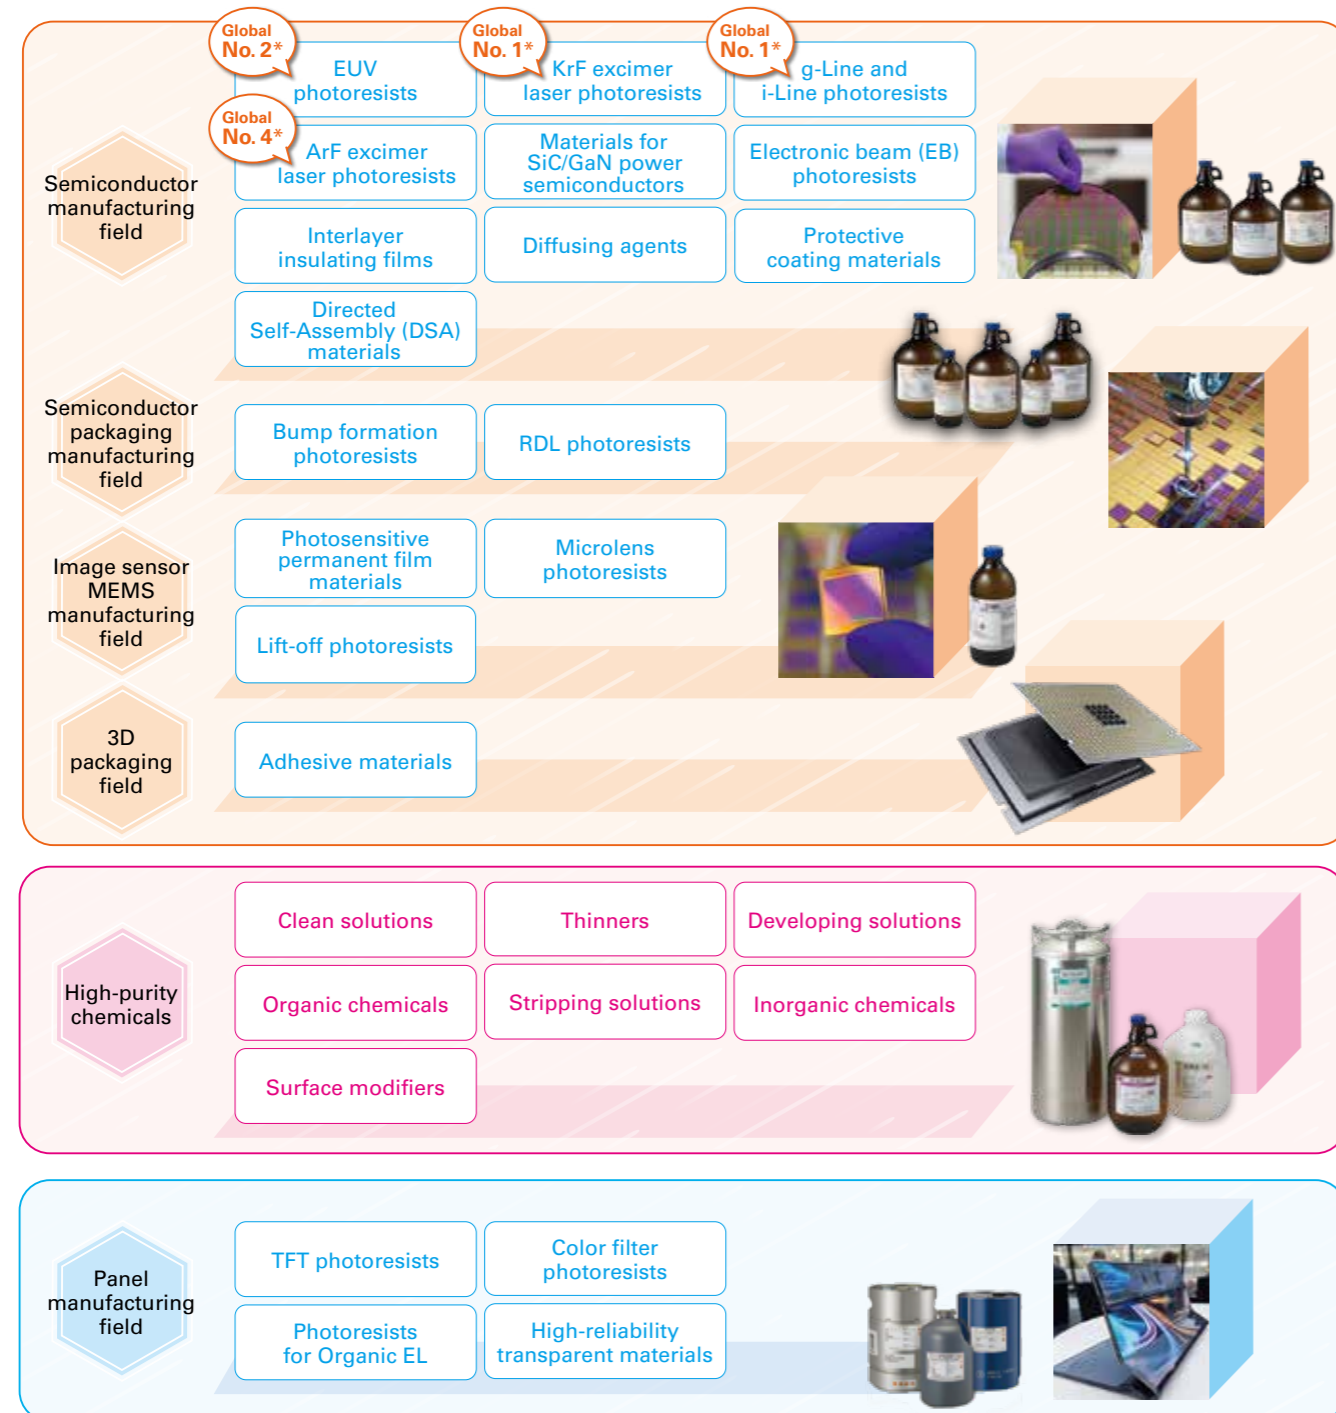 Global
No. 2*
EUV
photoresists
Global
No. 1*
KrF excimer
laser photoresists
Global
No. 1*
g-Line and
i-Line photoresists
Semiconductor
manufacturing
field
Global
No. 4*
ArF excimer
laser photoresists
Materials for
SiC/GaN power
semiconductors
Electronic beam (EB)
photoresists
Interlayer
insulating films
Diffusing agents
Protective
coating materials
Directed
Self-Assembly (DSA)
materials
Semiconductor
packaging
manufacturing
field
Bump formation
photoresists
RDL photoresists
Image sensor
MEMS
manufacturing
field
Photosensitive
permanent film
materials
Microlens
photoresists
Lift-off photoresists
3D
packaging
field
Adhesive materials
High-purity
chemicals
Clean solutions
Thinners
Developing solutions
Organic chemicals
Stripping solutions
Inorganic chemicals
Surface modifiers
Panel
manufacturing
field
TFT photoresists
Color filter
photoresists
Photoresists
for Organic EL
High-reliability
transparent materials